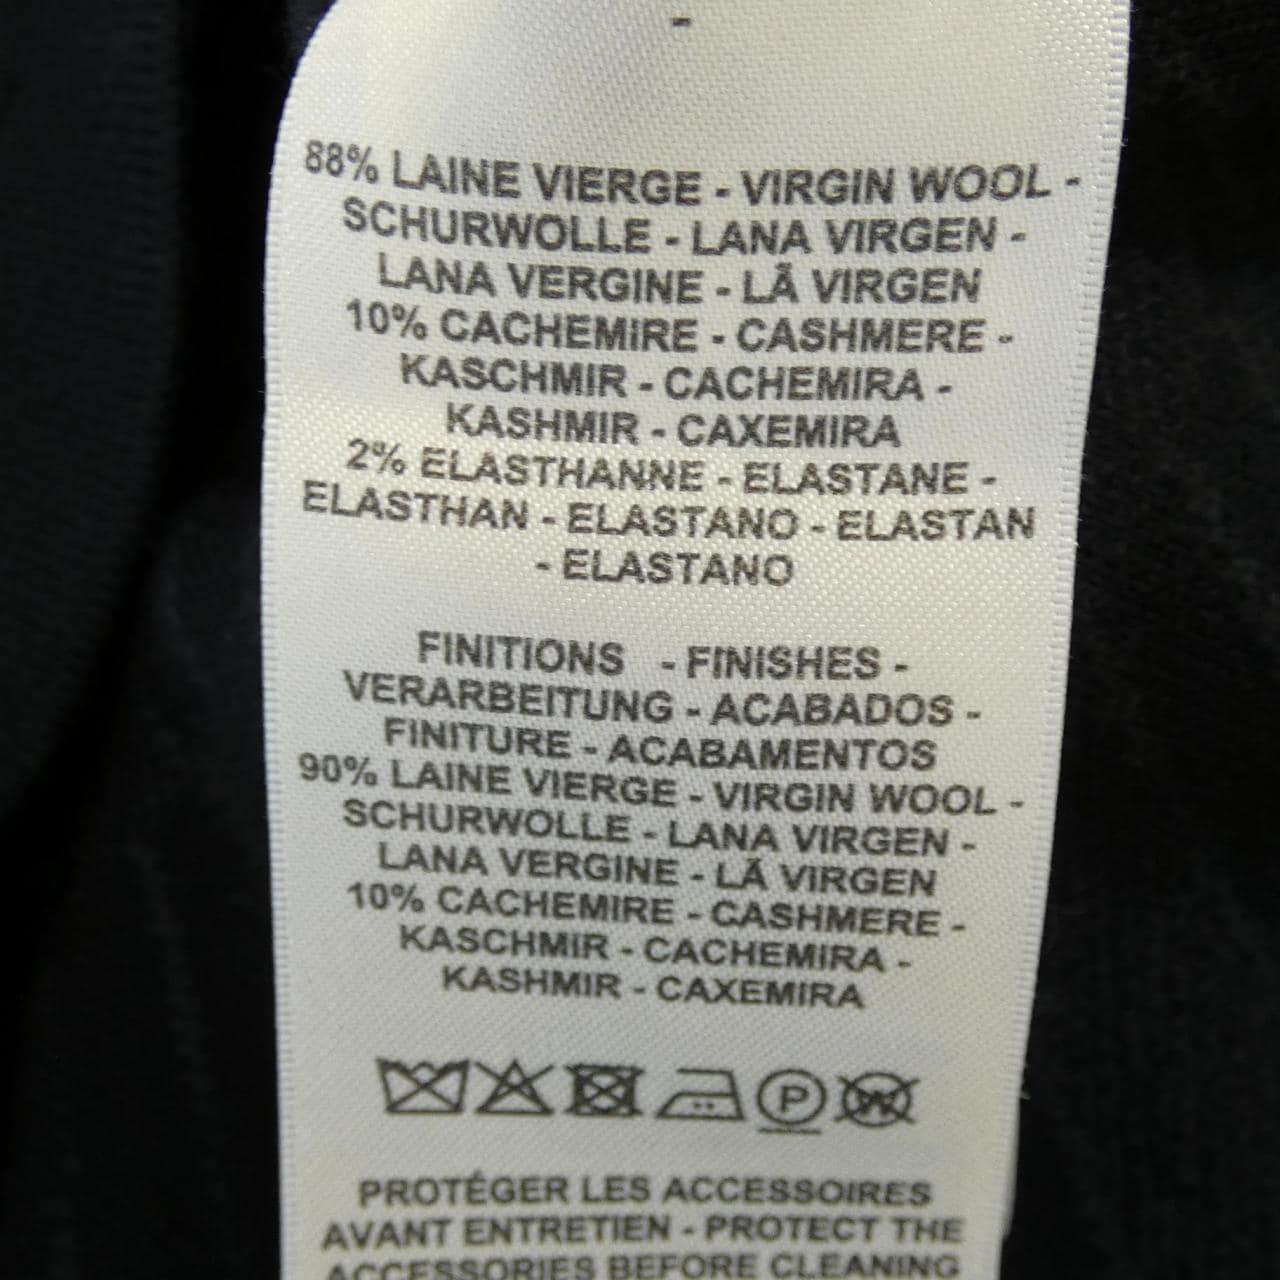 -
88% LAINE VIERGE - VIRGIN WOOL -
SCHURWOLLE - LANA VIRGEN -
LANA VERGINE - LÃ VIRGEN
10% CACHEMIRE - CASHMERE -
KASCHMIR - CACHEMIRA -
KASHMIR - CAXEMIRA
2% ELASTHANNE - ELASTANE -
ELASTHAN - ELASTANO - ELASTAN
- ELASTANO
FINITIONS - FINISHES -
VERARBEITUNG - ACABADOS -
FINITURE - ACABAMENTOS
90% LAINE VIERGE - VIRGIN WOOL -
SCHURWOLLE - LANA VIRGEN -
LANA VERGINE - LÃ VIRGEN
10% CACHEMIRE - CASHMERE -
KASCHMIR - CACHEMIRA -
KASHMIR - CAXEMIRA
P W
PROTÉGER LES ACCESSOIRES
AVANT ENTRETIEN - PROTECT THE
ACCESSORIES BEFORE CLEANING